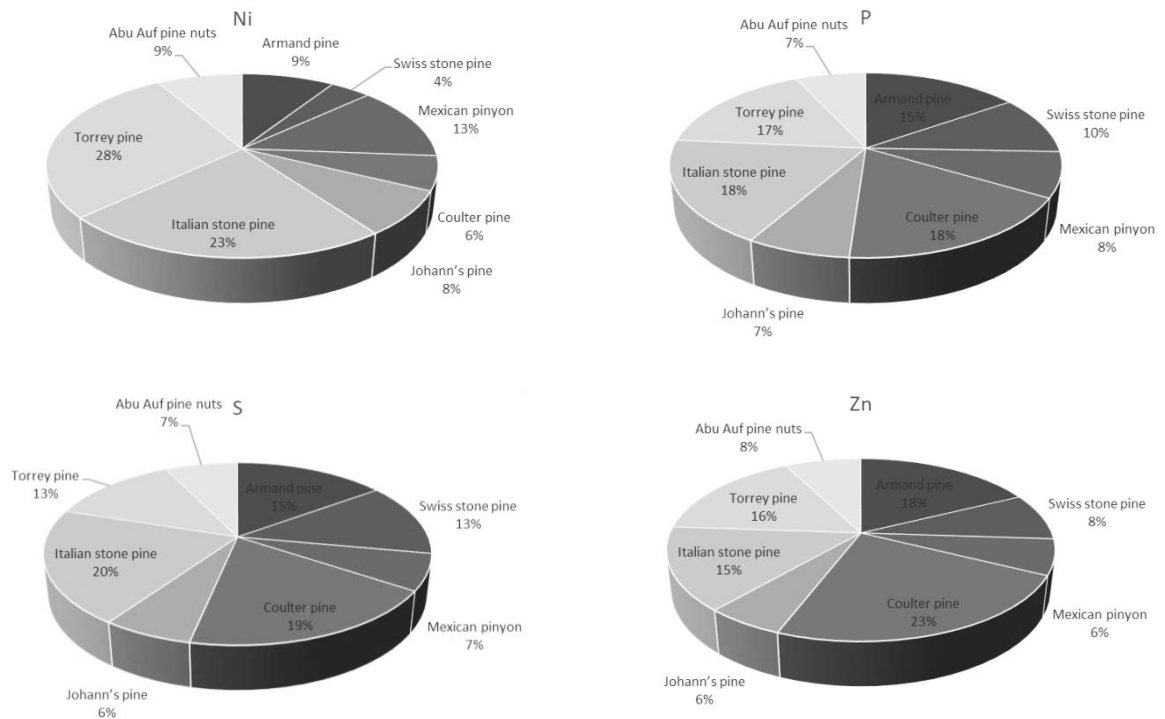 Ni
Abu Auf pine nuts
9%
Armand pine
9%
Swiss stone pine
4%
Mexican pinyon
13%
Coulter pine
6%
Johann's pine
8%
Italian stone pine
23%
Torrey pine
28%
P
Abu Auf pine nuts
7%
Armand pine
15%
Swiss stone pine
10%
Mexican pinyon
8%
Coulter pine
18%
Johann's pine
7%
Italian stone pine
18%
Torrey pine
17%
S
Abu Auf pine nuts
7%
Armand pine
15%
Swiss stone pine
13%
Mexican pinyon
7%
Coulter pine
19%
Johann's pine
6%
Italian stone pine
20%
Torrey pine
13%
Zn
Abu Auf pine nuts
8%
Armand pine
18%
Swiss stone pine
8%
Mexican pinyon
6%
Coulter pine
23%
Johann's pine
6%
Italian stone pine
15%
Torrey pine
16%